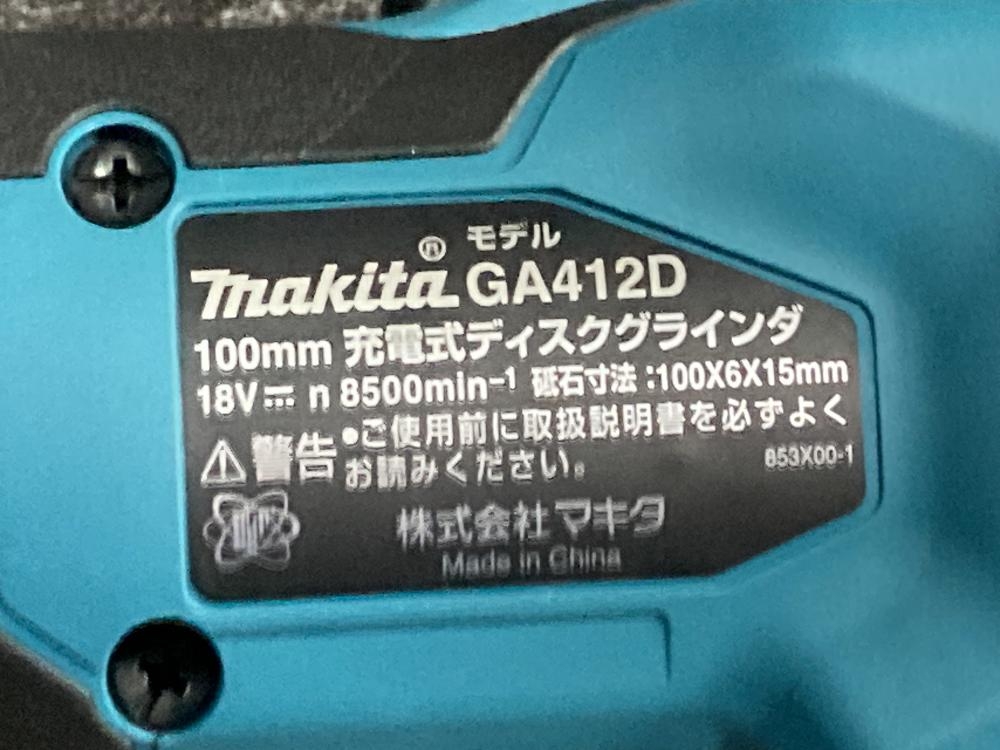 モデル
makita® GA412D
100mm 充電式ディスクグラインダ
18V⎓ n 8500min⁻¹ 砥石寸法:100X6X15mm
⚠警告 •ご使用前に取扱説明書を必ずよく
お読みください。
853X00-1
株式会社マキタ
Made in China